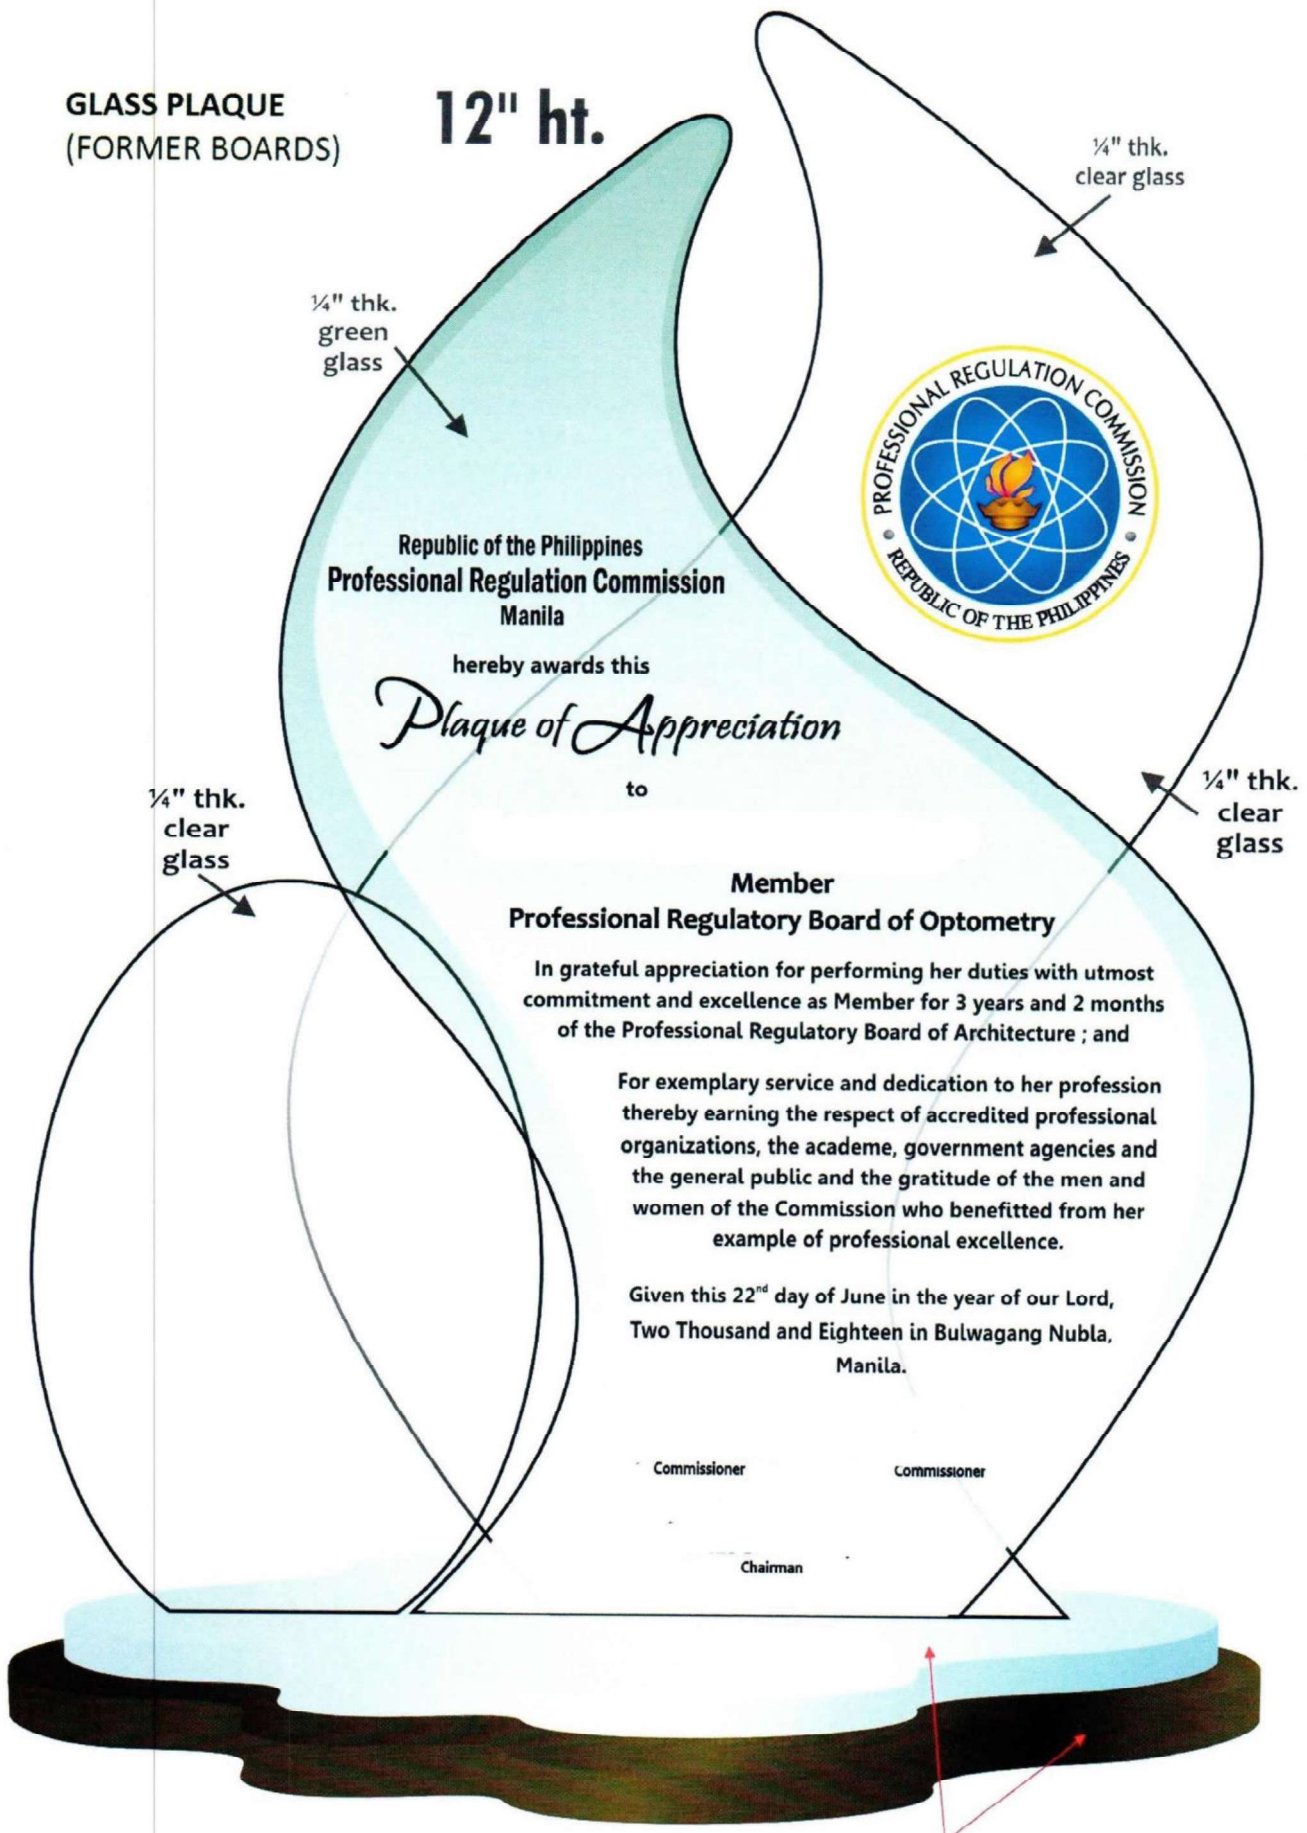 GLASS PLAQUE
(FORMER BOARDS)
12" ht.
¼" thk.
clear glass
¼" thk.
green
glass
PROFESSIONAL REGULATION COMMISSION
REPUBLIC OF THE PHILIPPINES
Republic of the Philippines
Professional Regulation Commission
Manila
hereby awards this
Plaque of Appreciation
to
¼" thk.
clear
glass
¼" thk.
clear
glass
Member
Professional Regulatory Board of Optometry
In grateful appreciation for performing her duties with utmost
commitment and excellence as Member for 3 years and 2 months
of the Professional Regulatory Board of Architecture ; and
For exemplary service and dedication to her profession
thereby earning the respect of accredited professional
organizations, the academe, government agencies and
the general public and the gratitude of the men and
women of the Commission who benefitted from her
example of professional excellence.
Given this 22nd day of June in the year of our Lord,
Two Thousand and Eighteen in Bulwagang Nubla,
Manila.
Commissioner
Commissioner
Chairman